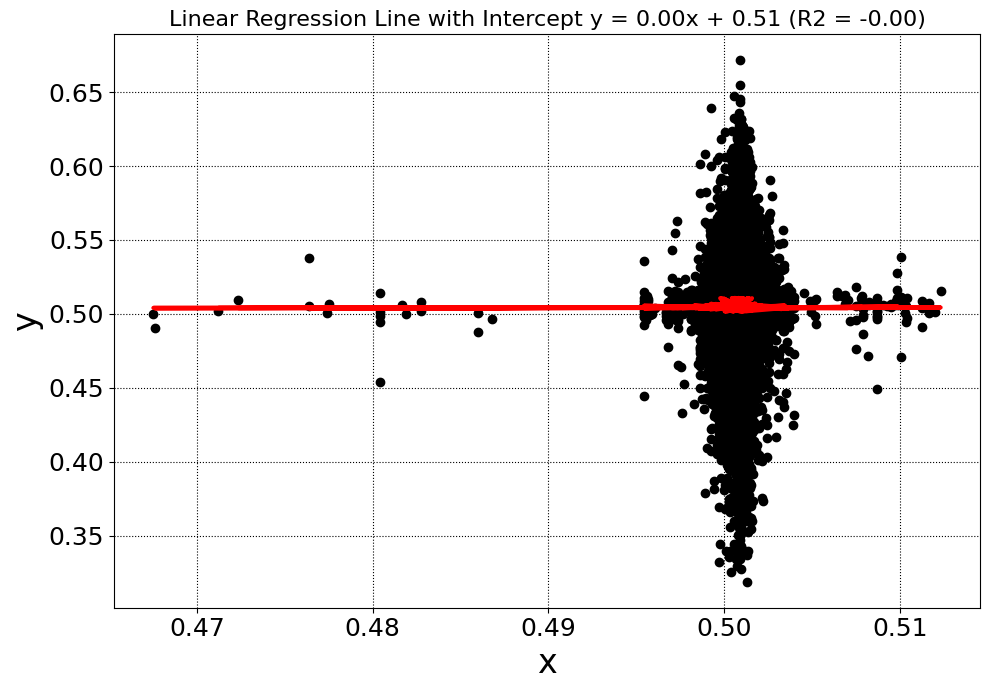 Linear Regression Line with Intercept y = 0.00x + 0.51 (R2 = -0.00)
y
0.65
0.60
0.55
0.50
0.45
0.40
0.35
0.47 0.48 0.49 0.50 0.51
x